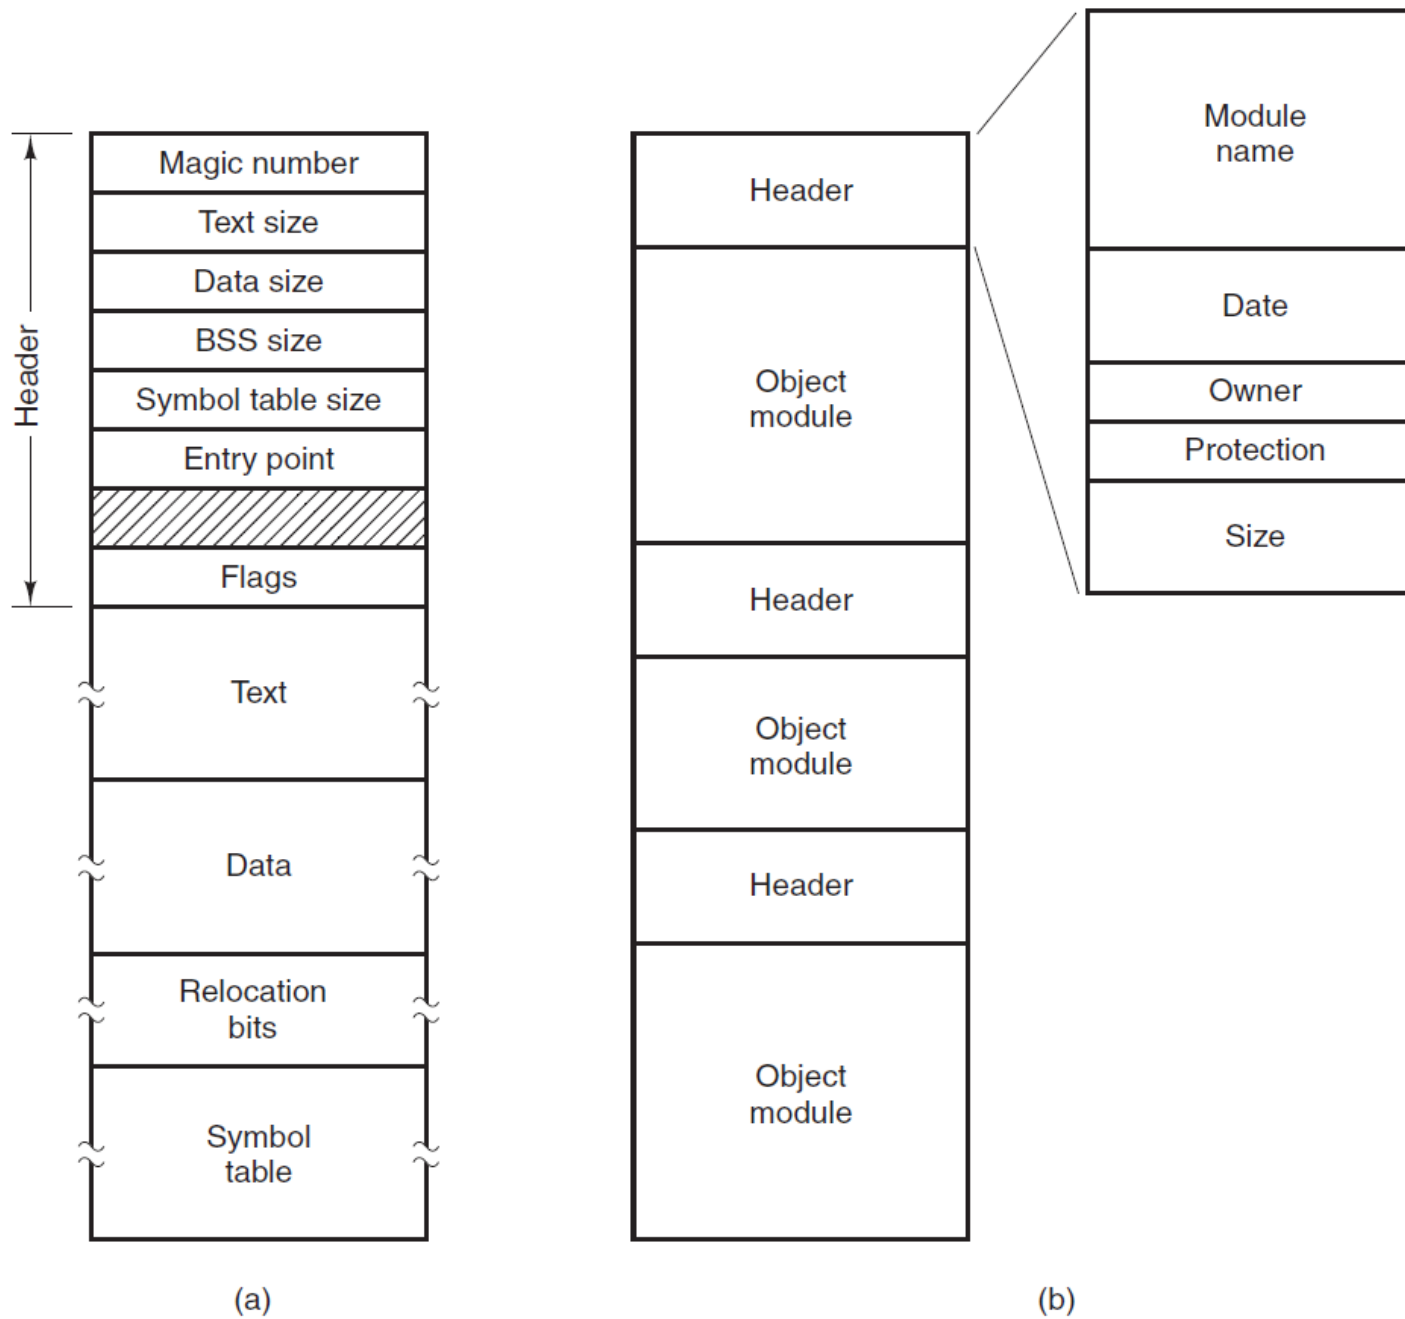 Header
Magic number
Text size
Data size
BSS size
Symbol table size
Entry point
Flags
Text
Data
Relocation
bits
Symbol
table
(a)
Header
Object
module
Header
Object
module
Header
Object
module
Module
name
Date
Owner
Protection
Size
(b)